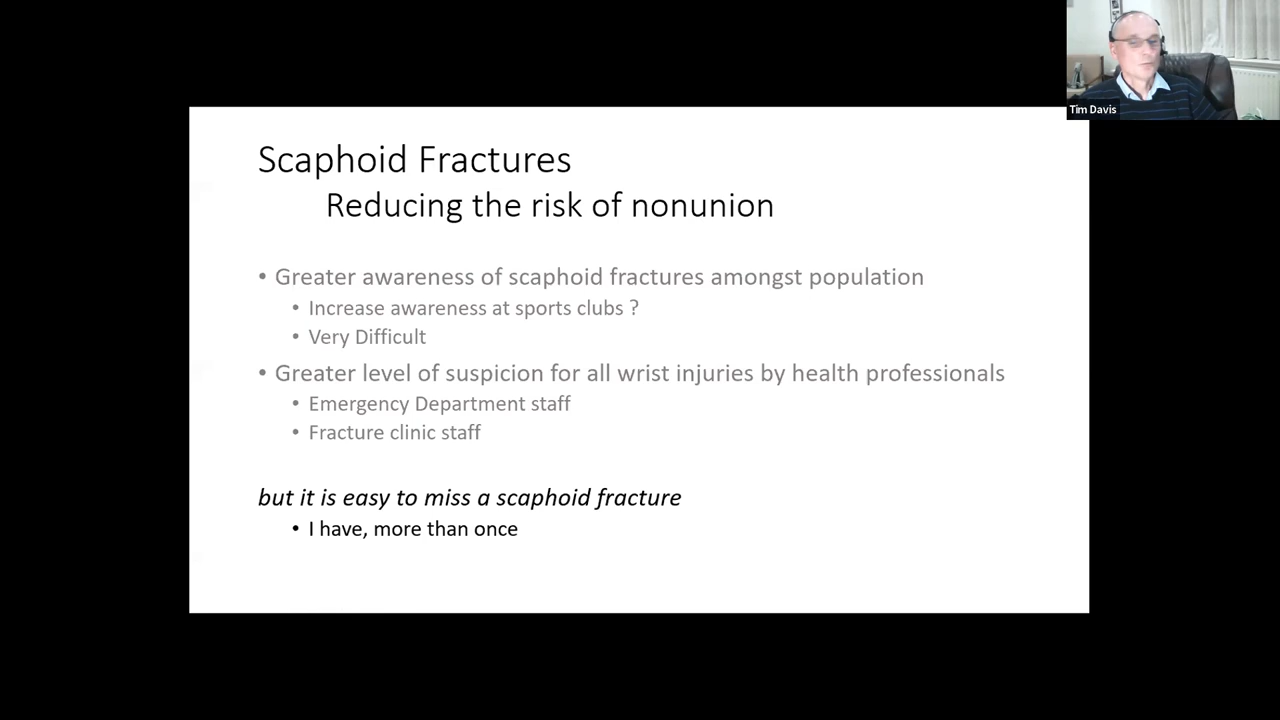 Tim Davis
Scaphoid Fractures
Reducing the risk of nonunion
• Greater awareness of scaphoid fractures amongst population
• Increase awareness at sports clubs ?
• Very Difficult
• Greater level of suspicion for all wrist injuries by health professionals
• Emergency Department staff
• Fracture clinic staff
but it is easy to miss a scaphoid fracture
• I have, more than once